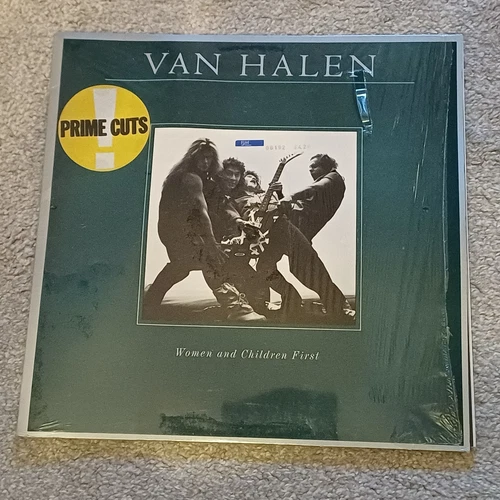 VAN HALEN
PRIME CUTS
Women and Children First